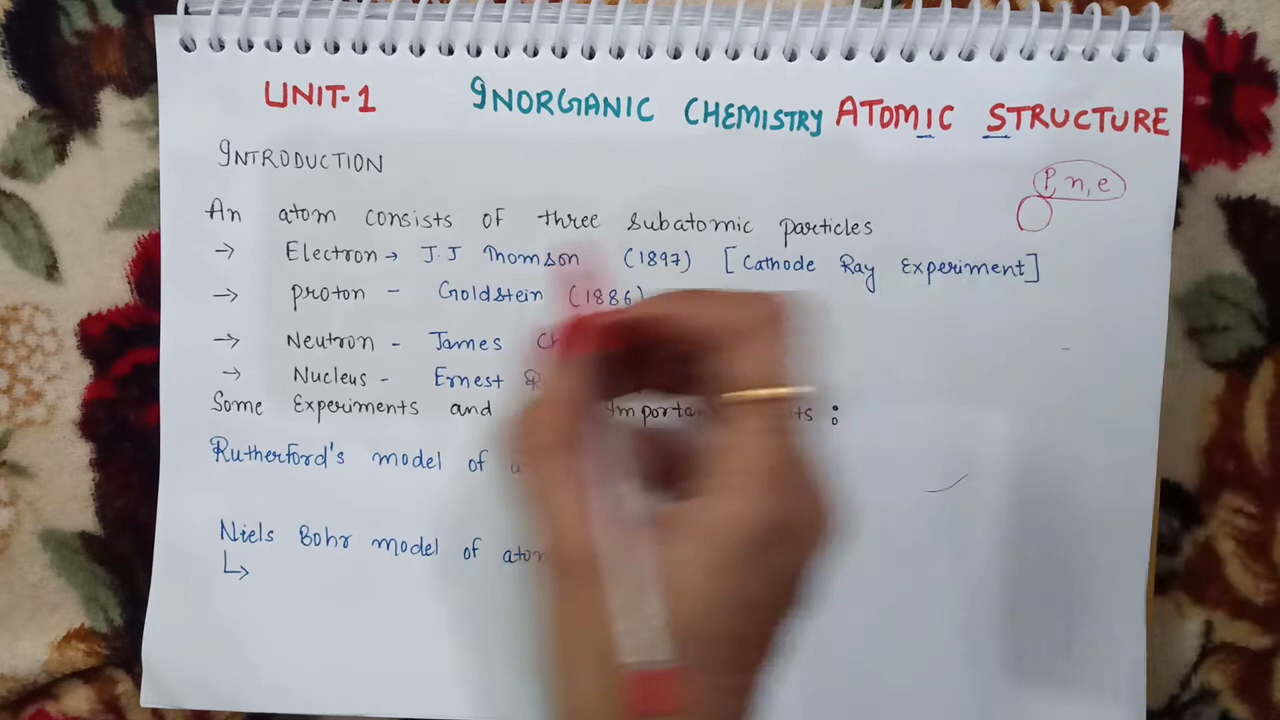 UNIT-1 INORGANIC CHEMISTRY ATOMIC STRUCTURE
INTRODUCTION
P, n, e
An atom consists of three subatomic particles
→ Electron → J.J Thomson (1897) [Cathode Ray Experiment]
→ proton - Goldstein (1886)
→ Neutron - James
→ Nucleus - Ernest
Some Experiments and :
Rutherford's model of
Niels Bohr model of atom
↳